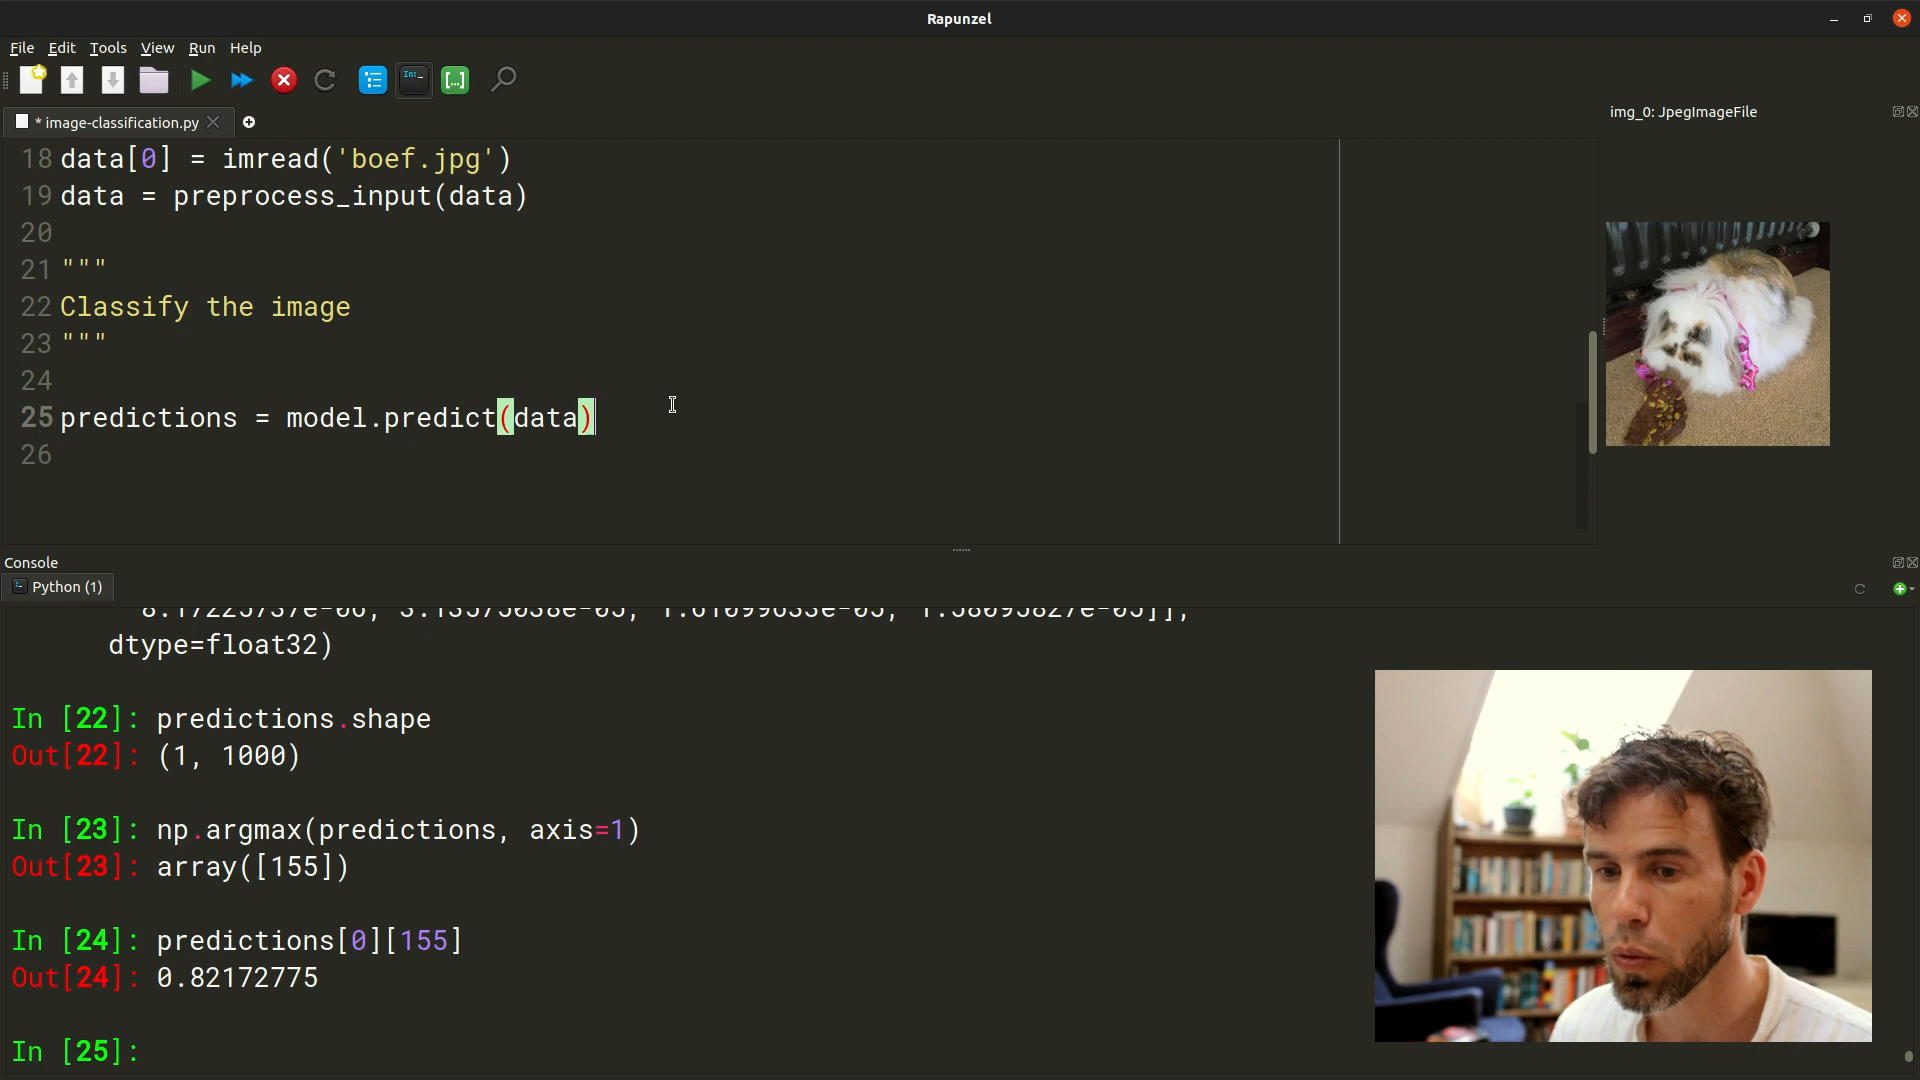 Rapunzel
File Edit Tools View Run Help
* image-classification.py
img_0: JpegImageFile
18 data[0] = imread('boef.jpg')
19 data = preprocess_input(data)
20
21 """
22 Classify the image
23 """
24
25 predictions = model.predict(data)
26
Console
Python (1)
dtype=float32)
In [22]: predictions.shape
Out[22]: (1, 1000)
In [23]: np.argmax(predictions, axis=1)
Out[23]: array([155])
In [24]: predictions[0][155]
Out[24]: 0.82172775
In [25]: